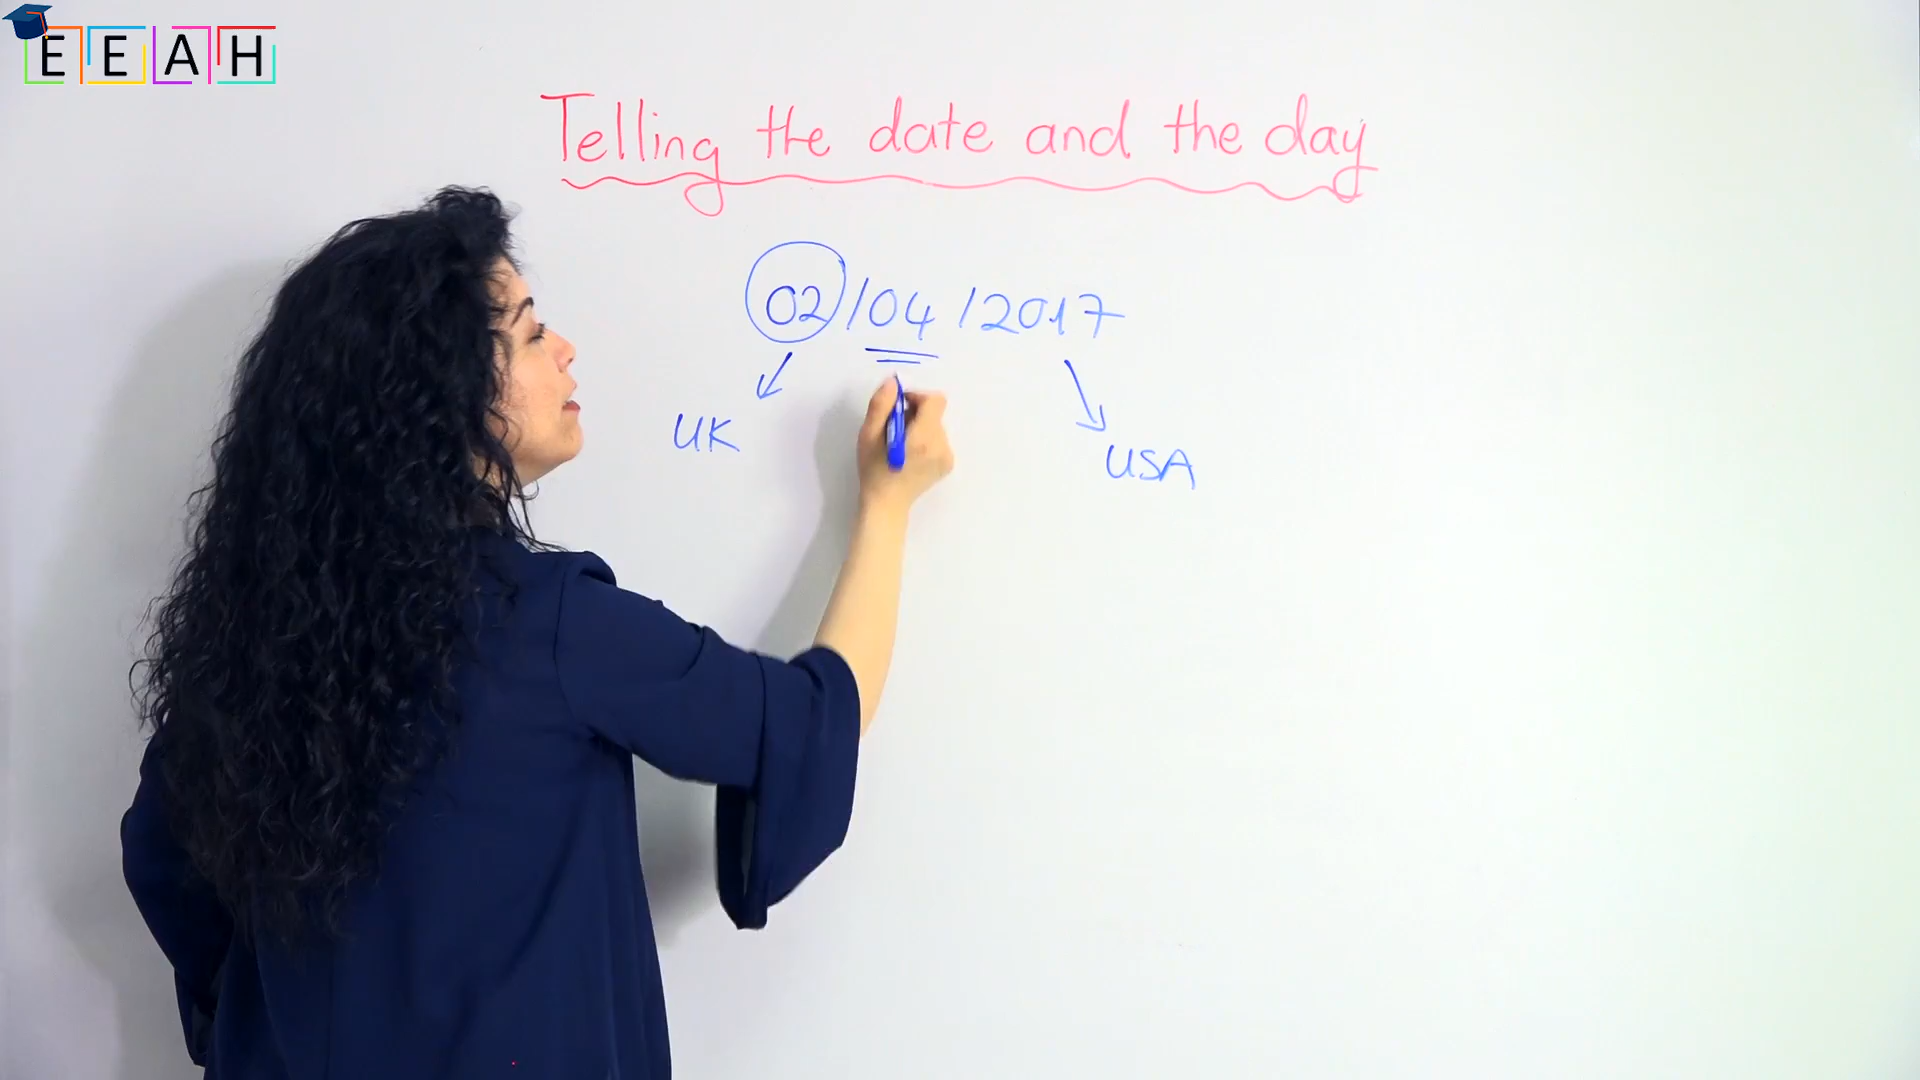 EEAH
Telling the date and the day
02/04/2017
UK
USA